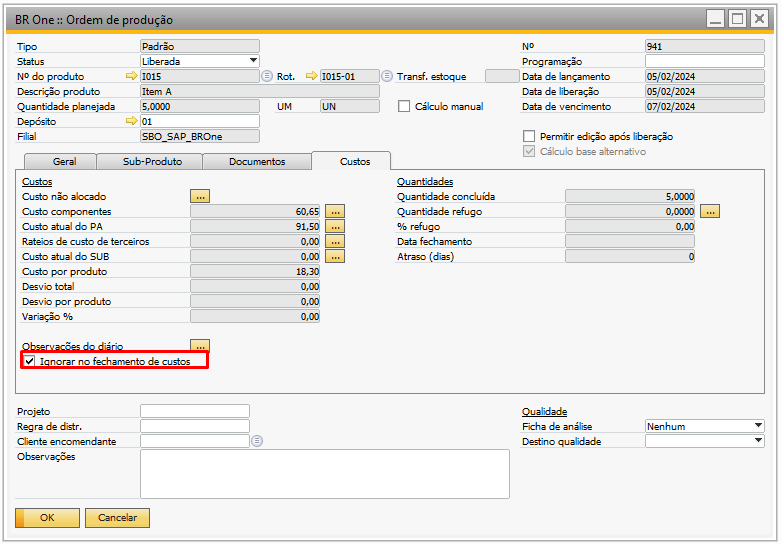 BR One :: Ordem de produção
Tipo Padrão Nº 941
Status Liberada Programação
Nº do produto I015 Rot. I015-01 Transf. estoque Data de lançamento 05/02/2024
Descrição produto Item A Data de liberação 05/02/2024
Quantidade planejada 5,0000 UM UN Cálculo manual Data de vencimento 07/02/2024
Depósito 01
Filial SBO_SAP_BROne Permitir edição após liberação
Cálculo base alternativo
Geral Sub-Produto Documentos Custos
Custos Quantidades
Custo não alocado ... Quantidade concluída 5,0000
Custo componentes 60,65 ... Quantidade refugo 0,0000 ...
Custo atual do PA 91,50 ... % refugo 0,00
Rateios de custo de terceiros 0,00 ... Data fechamento
Custo atual do SUB 0,00 ... Atraso (dias) 0
Custo por produto 18,30
Desvio total 0,00
Desvio por produto 0,00
Variação % 0,00
Observações do diário ...
Ignorar no fechamento de custos
Projeto Qualidade
Regra de distr. Ficha de análise Nenhum
Cliente encomendante Destino qualidade
Observações
OK Cancelar